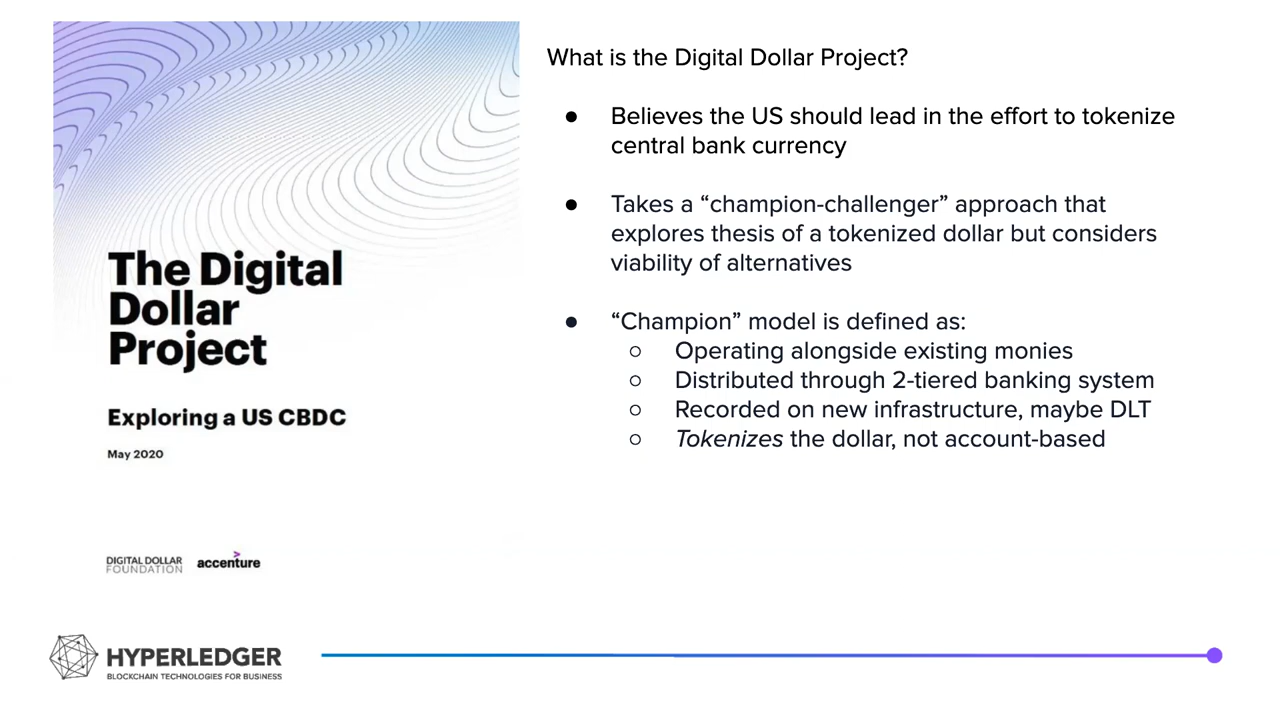 The Digital
Dollar
Project
Exploring a US CBDC
May 2020
DIGITAL DOLLAR
FOUNDATION
accenture
What is the Digital Dollar Project?
● Believes the US should lead in the effort to tokenize
central bank currency
● Takes a “champion-challenger” approach that
explores thesis of a tokenized dollar but considers
viability of alternatives
● “Champion” model is defined as:
○ Operating alongside existing monies
○ Distributed through 2-tiered banking system
○ Recorded on new infrastructure, maybe DLT
○ Tokenizes the dollar, not account-based
HYPERLEDGER
BLOCKCHAIN TECHNOLOGIES FOR BUSINESS